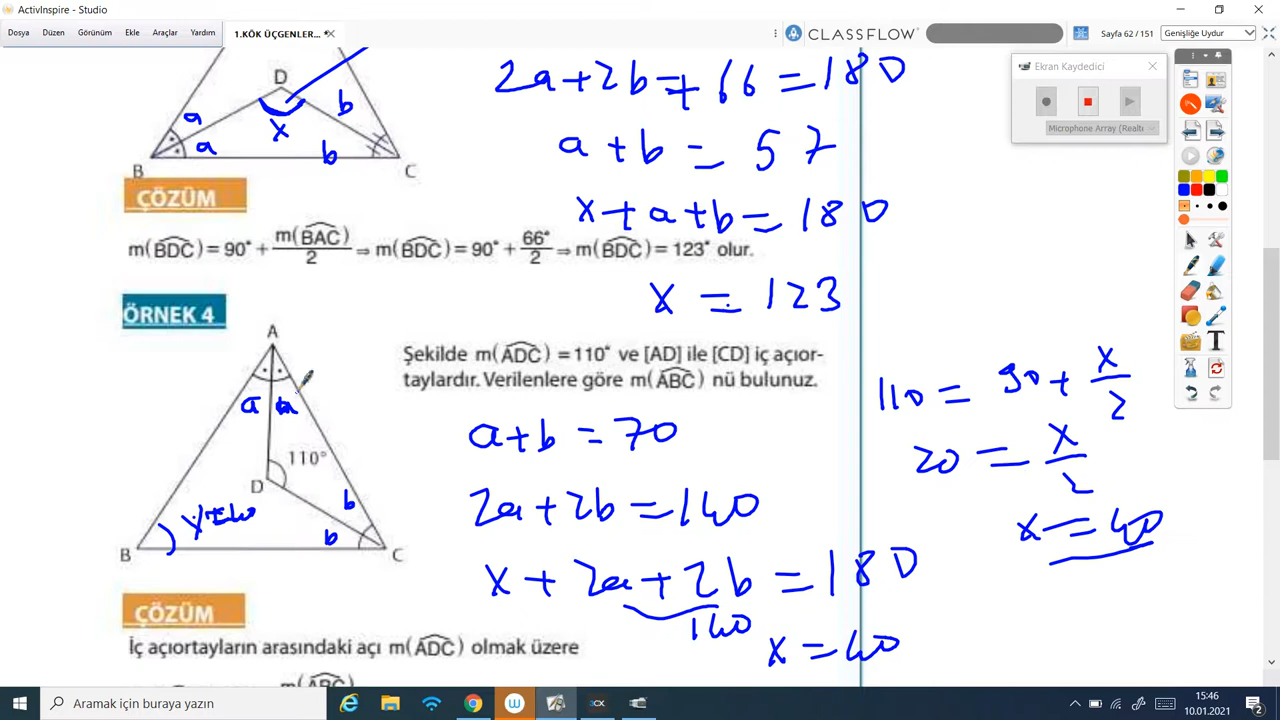 ActivInspire - Studio
Dosya Düzen Görünüm Ekle Araçlar Yardım
1.KÖK ÜÇGENLER...
CLASSFLOW
Sayfa 62 / 151
Genişliğe Uydur
Ekran Kaydedici
Microphone Array (Realte
2a+2b+66=180
D
a
b
a
x
b
a+b=57
B
C
ÇÖZÜM
x+a+b=180
m(BDC) = 90° + m(BAC)/2 ⇒ m(BDC) = 90° + 66°/2 ⇒ m(BDC) = 123° olur.
x=123
ÖRNEK 4
A
Şekilde m(ADC) = 110° ve [AD] ile [CD] iç açıor-
taylardır. Verilenlere göre m(ABC) nü bulunuz.
110=90+x/2
a
a+b=70
110°
20=x/2
D
b
2a+2b=140
x=40
=40
b
B
C
x+2a+2b=180
140
x=40
ÇÖZÜM
İç açıortayların arasındaki açı m(ADC) olmak üzere
m(ABC)
Aramak için buraya yazın
15:46
10.01.2021
2